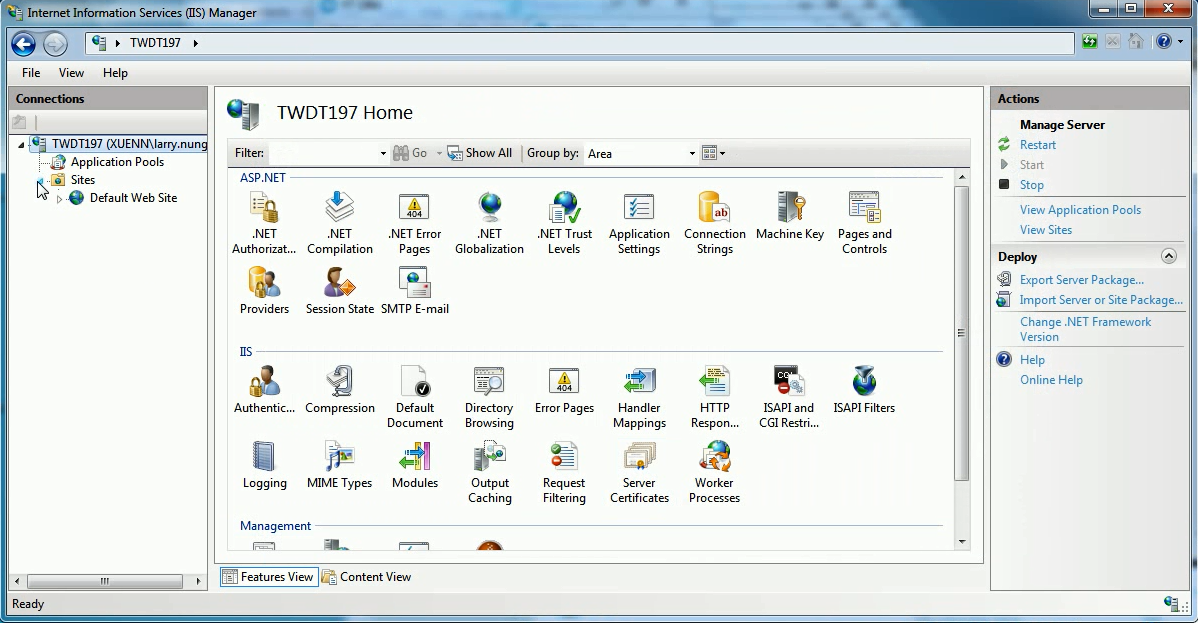 Internet Information Services (IIS) Manager
TWDT197
File View Help
Connections
TWDT197 (XUENN\larry.nung
Application Pools
Sites
Default Web Site
TWDT197 Home
Filter: Go Show All Group by: Area
ASP.NET
.NET Authorizat...
.NET Compilation
.NET Error Pages
.NET Globalization
.NET Trust Levels
Application Settings
Connection Strings
Machine Key
Pages and Controls
Providers
Session State
SMTP E-mail
IIS
Authentic...
Compression
Default Document
Directory Browsing
Error Pages
Handler Mappings
HTTP Respon...
ISAPI and CGI Restri...
ISAPI Filters
Logging
MIME Types
Modules
Output Caching
Request Filtering
Server Certificates
Worker Processes
Management
Features View
Content View
Actions
Manage Server
Restart
Start
Stop
View Application Pools
View Sites
Deploy
Export Server Package...
Import Server or Site Package...
Change .NET Framework
Version
Help
Online Help
Ready